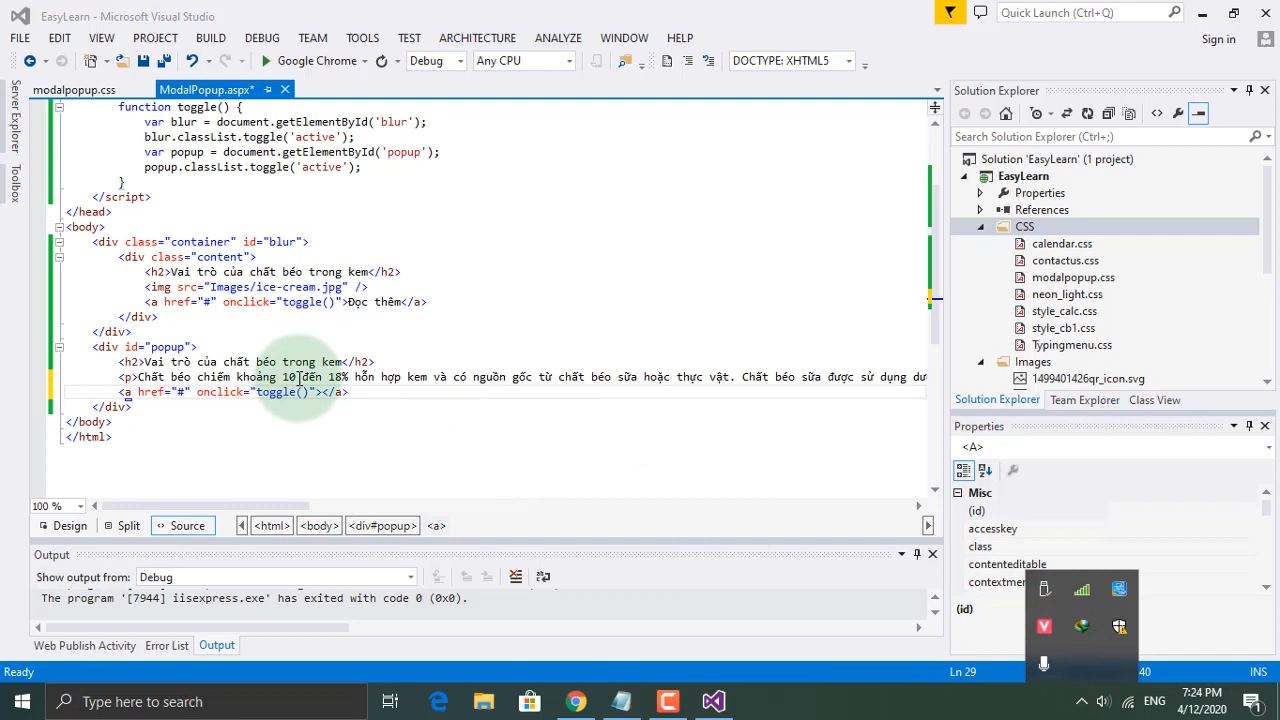 EasyLearn - Microsoft Visual Studio
Quick Launch (Ctrl+Q)
FILE EDIT VIEW PROJECT BUILD DEBUG TEAM TOOLS TEST ARCHITECTURE ANALYZE WINDOW HELP
Sign in
Google Chrome Debug Any CPU DOCTYPE: XHTML5
Server Explorer
Toolbox
modalpopup.css ModalPopup.aspx*
function toggle() {
var blur = document.getElementById('blur');
blur.classList.toggle('active');
var popup = document.getElementById('popup');
popup.classList.toggle('active');
}
</script>
</head>
<body>
<div class="container" id="blur">
<div class="content">
<h2>Vai trò của chất béo trong kem</h2>
<img src="Images/ice-cream.jpg" />
<a href="#" onclick="toggle()">Đọc thêm</a>
</div>
</div>
<div id="popup">
<h2>Vai trò của chất béo trong kem</h2>
<p>Chất béo chiếm khoảng 10 đến 18% hỗn hợp kem và có nguồn gốc từ chất béo sữa hoặc thực vật. Chất béo sữa được sử dụng dư
<a href="#" onclick="toggle()"></a>
</div>
</body>
</html>
100 %
Design Split Source <html> <body> <div#popup> <a>
Output
Show output from: Debug
The program '[7944] iisexpress.exe' has exited with code 0 (0x0).
Web Publish Activity Error List Output
Solution Explorer
Search Solution Explorer (Ctrl+;)
Solution 'EasyLearn' (1 project)
EasyLearn
Properties
References
CSS
calendar.css
contactus.css
modalpopup.css
neon_light.css
style_calc.css
style_cb1.css
Typingmenu.css
Images
1499401426qr_icon.svg
Solution Explorer Team Explorer Class View
Properties
<A>
Misc
(id)
accesskey
class
contenteditable
contextmen
(id)
Ready Ln 29 40 INS
Type here to search
ENG
7:24 PM
4/12/2020
1